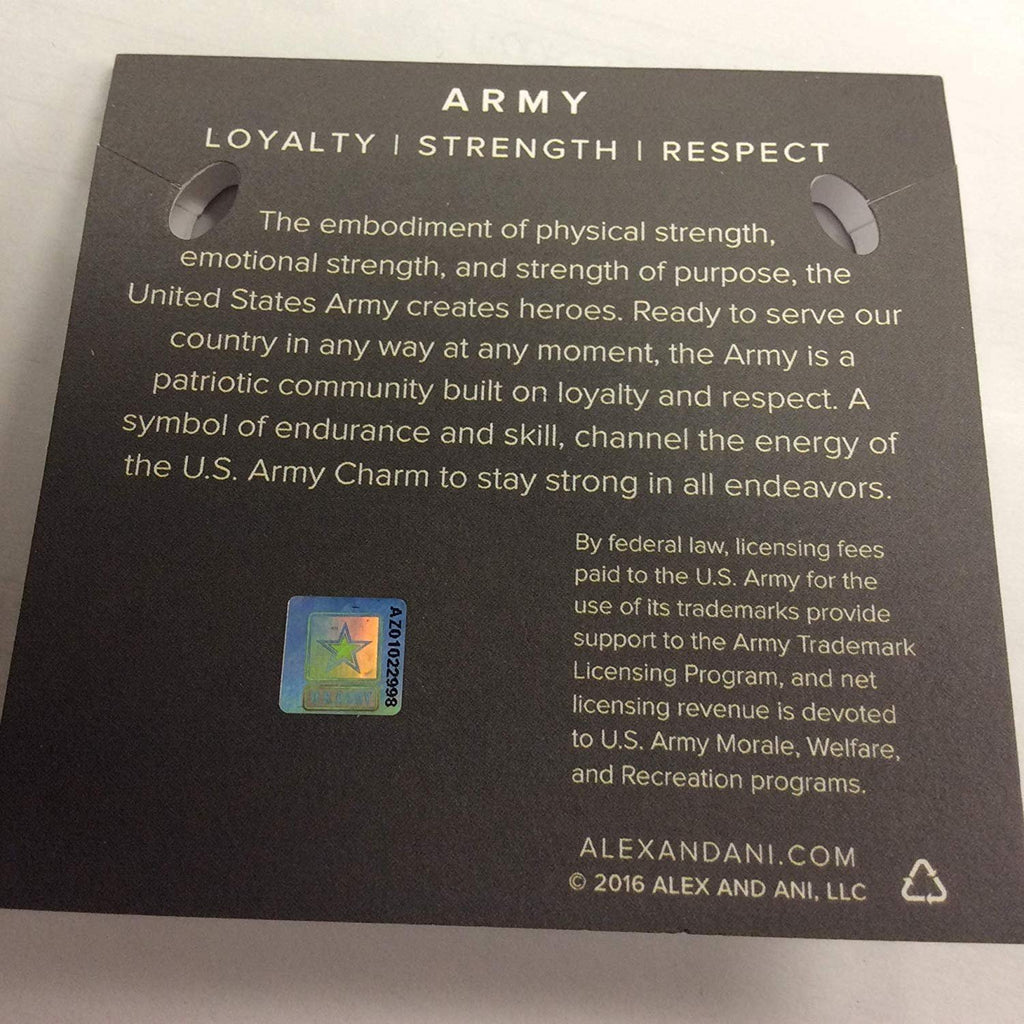 ARMY
LOYALTY | STRENGTH | RESPECT
The embodiment of physical strength,
emotional strength, and strength of purpose, the
United States Army creates heroes. Ready to serve our
country in any way at any moment, the Army is a
patriotic community built on loyalty and respect. A
symbol of endurance and skill, channel the energy of
the U.S. Army Charm to stay strong in all endeavors.
By federal law, licensing fees
paid to the U.S. Army for the
use of its trademarks provide
support to the Army Trademark
Licensing Program, and net
licensing revenue is devoted
to U.S. Army Morale, Welfare,
and Recreation programs.
AZ01022998
ALEXANDANI.COM
© 2016 ALEX AND ANI, LLC